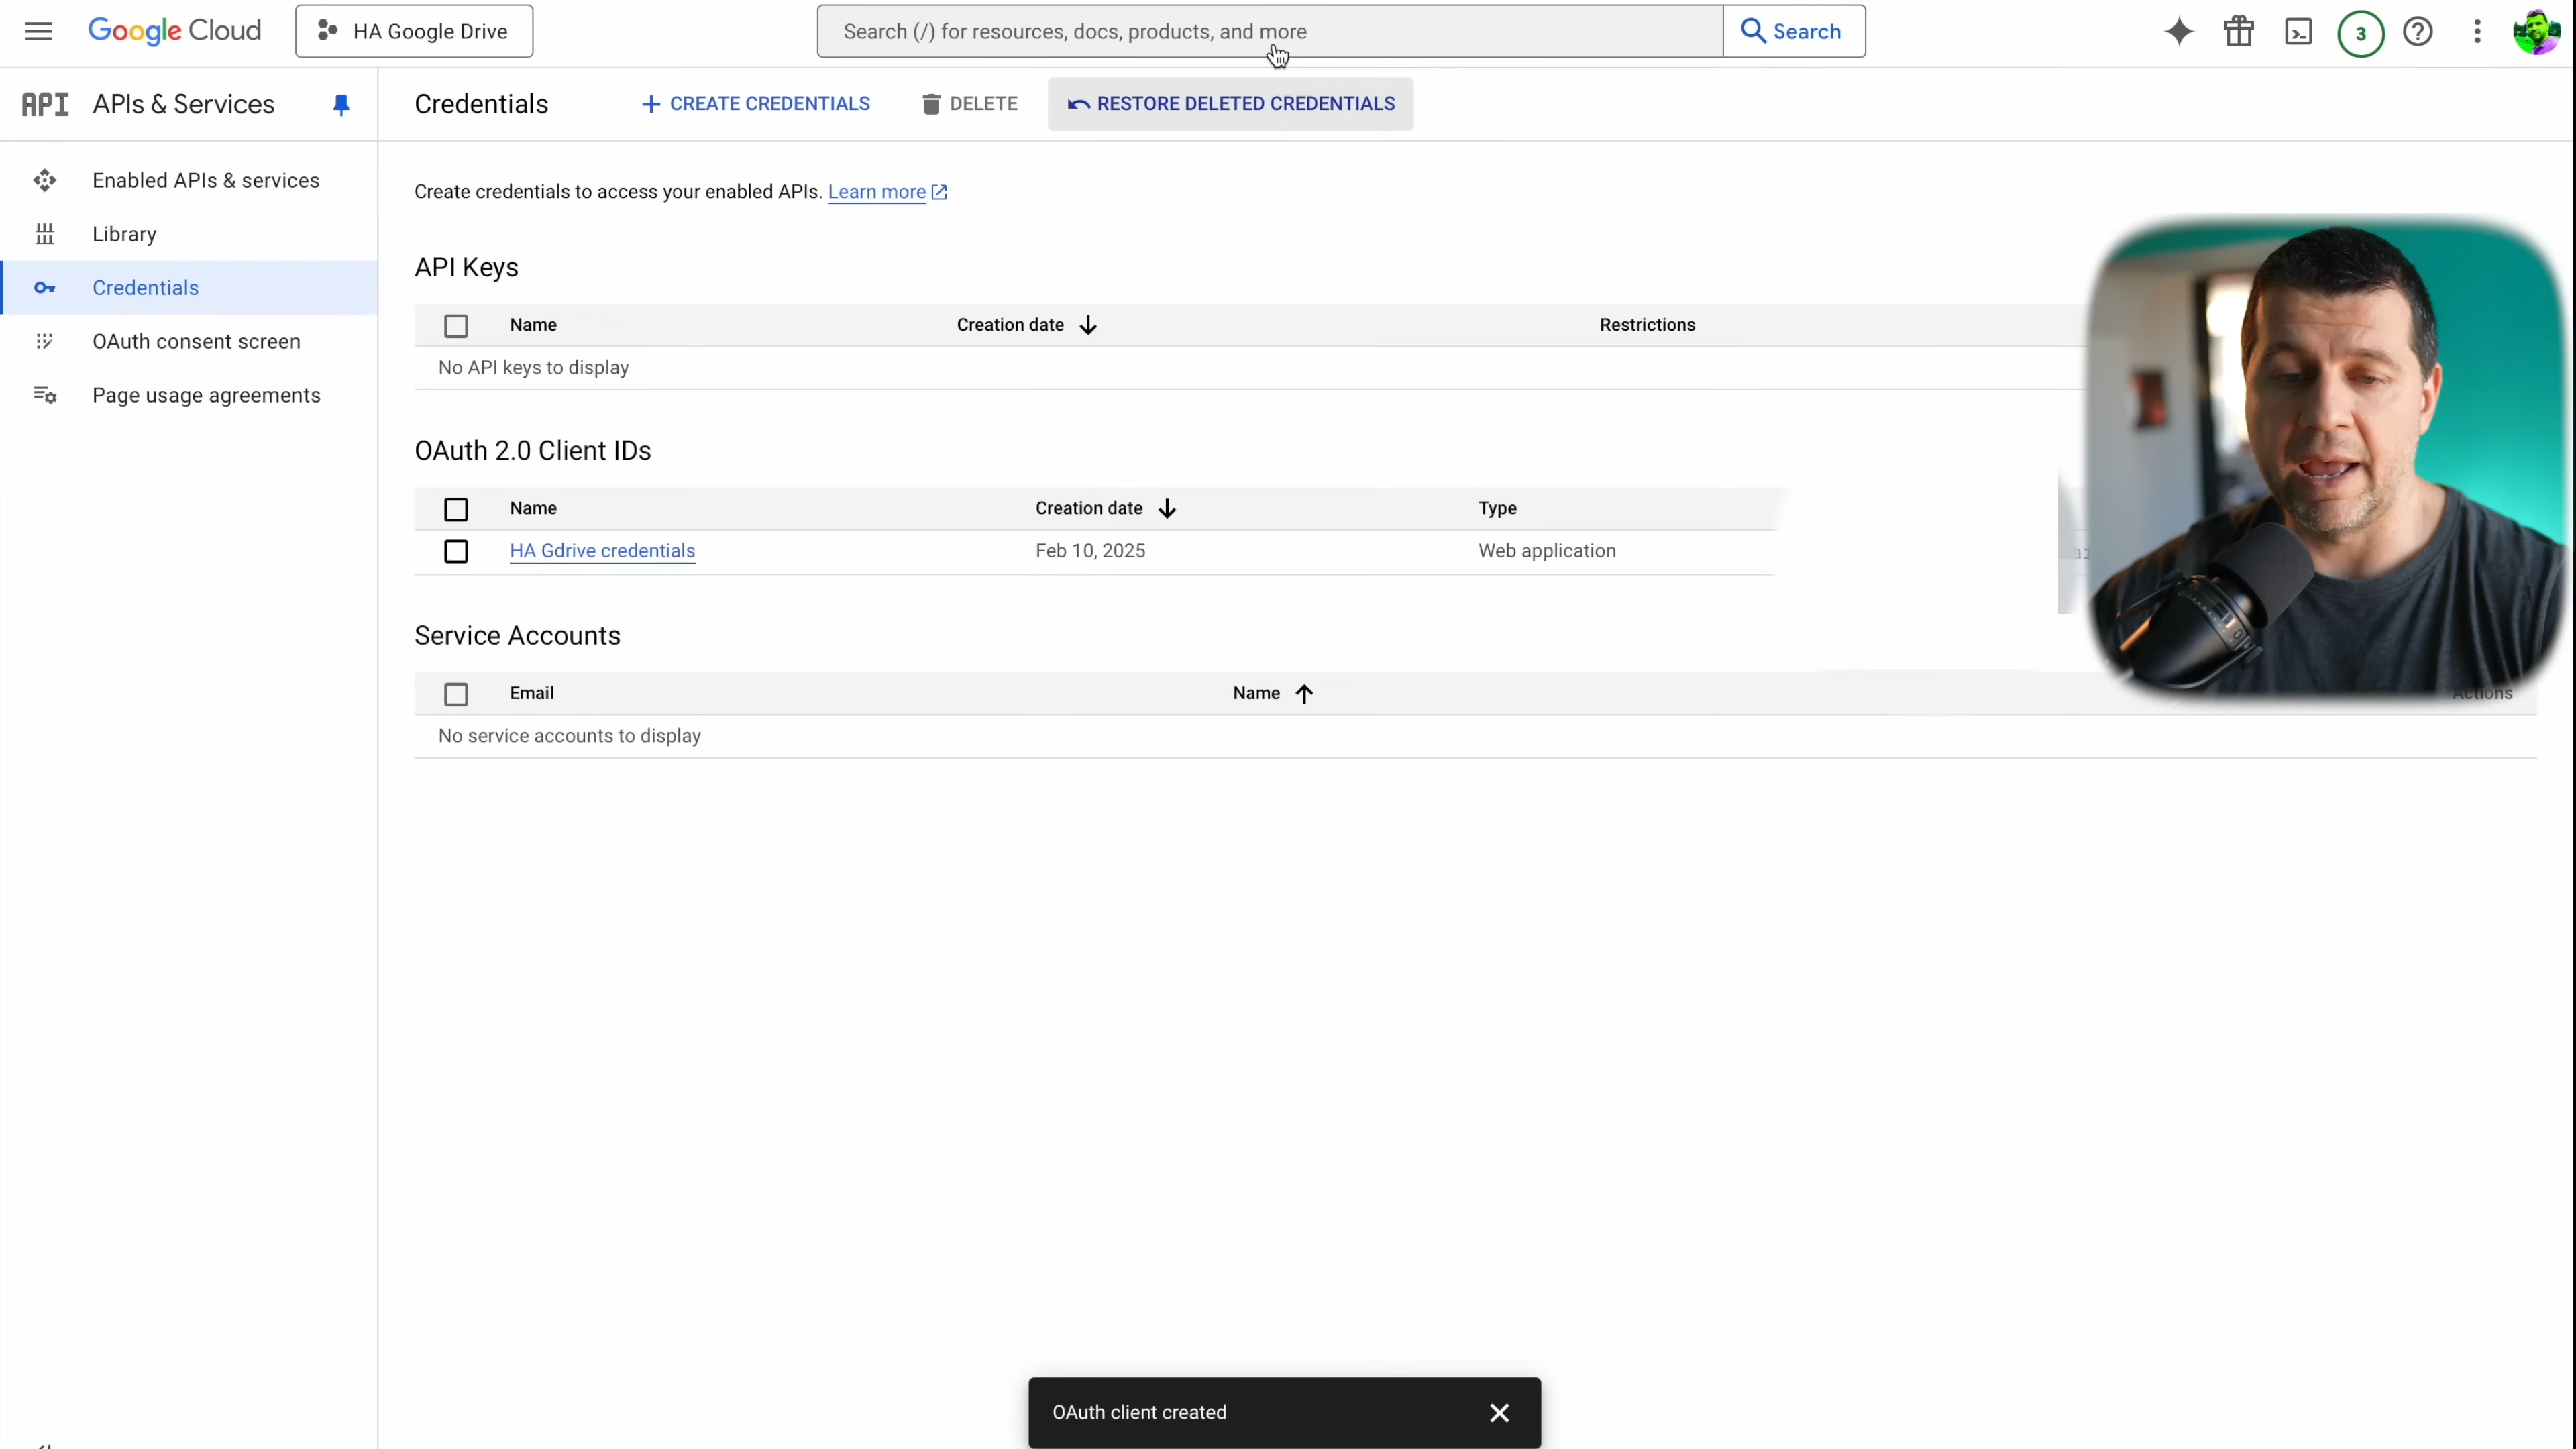 Google Cloud
HA Google Drive
Search (/) for resources, docs, products, and more
Search
3
API
APIs & Services
Credentials
CREATE CREDENTIALS
DELETE
RESTORE DELETED CREDENTIALS
Enabled APIs & services
Library
Credentials
OAuth consent screen
Page usage agreements
Create credentials to access your enabled APIs. Learn more
API Keys
Name Creation date Restrictions
No API keys to display
OAuth 2.0 Client IDs
Name Creation date Type
HA Gdrive credentials Feb 10, 2025 Web application
Service Accounts
Email Name Actions
No service accounts to display
OAuth client created